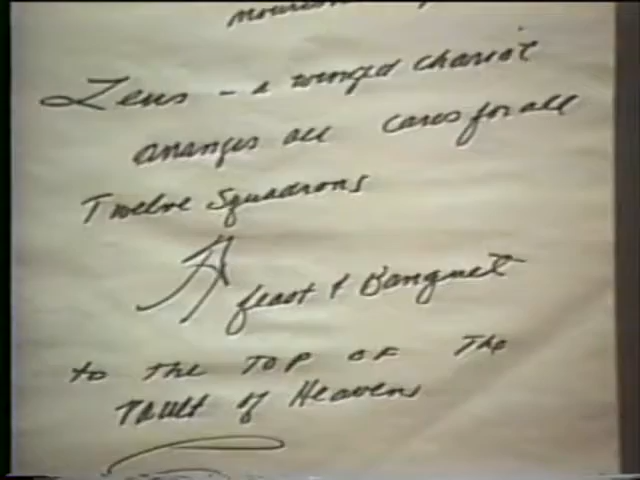 Zeus - a winged chariot
arranges all cares for all
Twelve Squadrons
A feast & Banquet
to the top of the
vault of Heavens